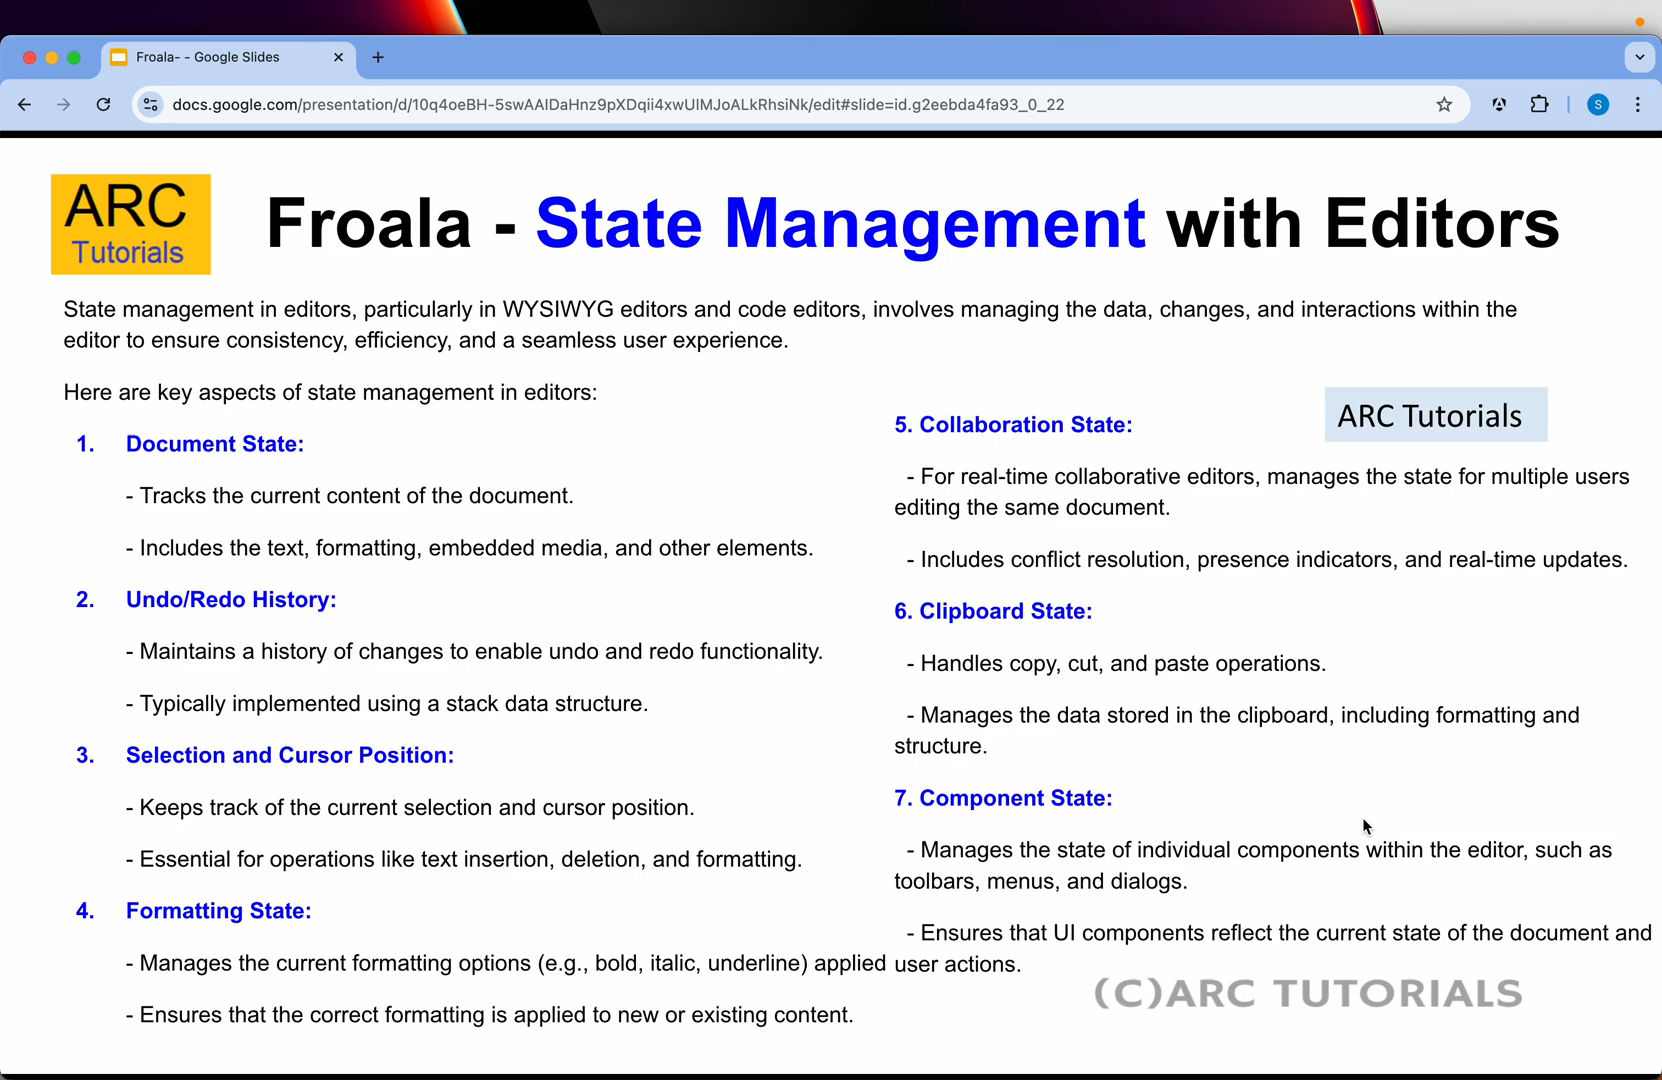 Froala- - Google Slides
docs.google.com/presentation/d/10q4oeBH-5swAAIDaHnz9pXDqii4xwUIMJoALkRhsiNk/edit#slide=id.g2eebda4fa93_0_22
S
ARC
Tutorials
Froala - State Management with Editors
State management in editors, particularly in WYSIWYG editors and code editors, involves managing the data, changes, and interactions within the
editor to ensure consistency, efficiency, and a seamless user experience.
Here are key aspects of state management in editors:
1. Document State:
- Tracks the current content of the document.
- Includes the text, formatting, embedded media, and other elements.
2. Undo/Redo History:
- Maintains a history of changes to enable undo and redo functionality.
- Typically implemented using a stack data structure.
3. Selection and Cursor Position:
- Keeps track of the current selection and cursor position.
- Essential for operations like text insertion, deletion, and formatting.
4. Formatting State:
- Manages the current formatting options (e.g., bold, italic, underline) applied
- Ensures that the correct formatting is applied to new or existing content.
ARC Tutorials
5. Collaboration State:
- For real-time collaborative editors, manages the state for multiple users
editing the same document.
- Includes conflict resolution, presence indicators, and real-time updates.
6. Clipboard State:
- Handles copy, cut, and paste operations.
- Manages the data stored in the clipboard, including formatting and
structure.
7. Component State:
- Manages the state of individual components within the editor, such as
toolbars, menus, and dialogs.
- Ensures that UI components reflect the current state of the document and
user actions.
(C)ARC TUTORIALS